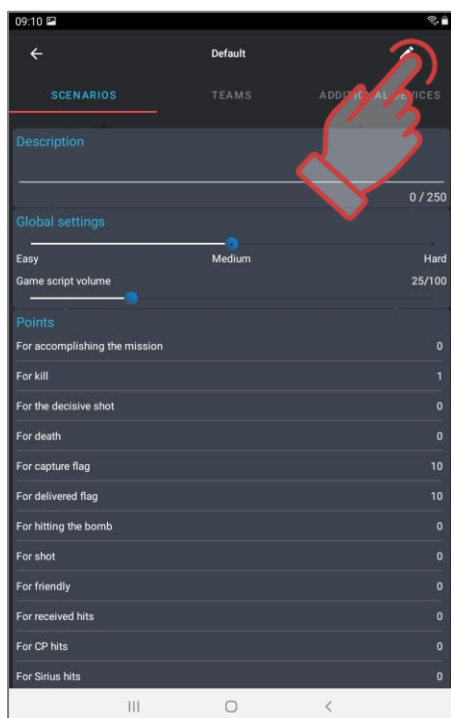 09:10
Default
SCENARIOS TEAMS ADDITIONAL DEVICES
Description
0 / 250
Global settings
Easy Medium Hard
Game script volume 25/100
Points
For accomplishing the mission 0
For kill 1
For the decisive shot 0
For death 0
For capture flag 10
For delivered flag 10
For hitting the bomb 0
For shot 0
For friendly 0
For received hits 0
For CP hits 0
For Sirius hits 0